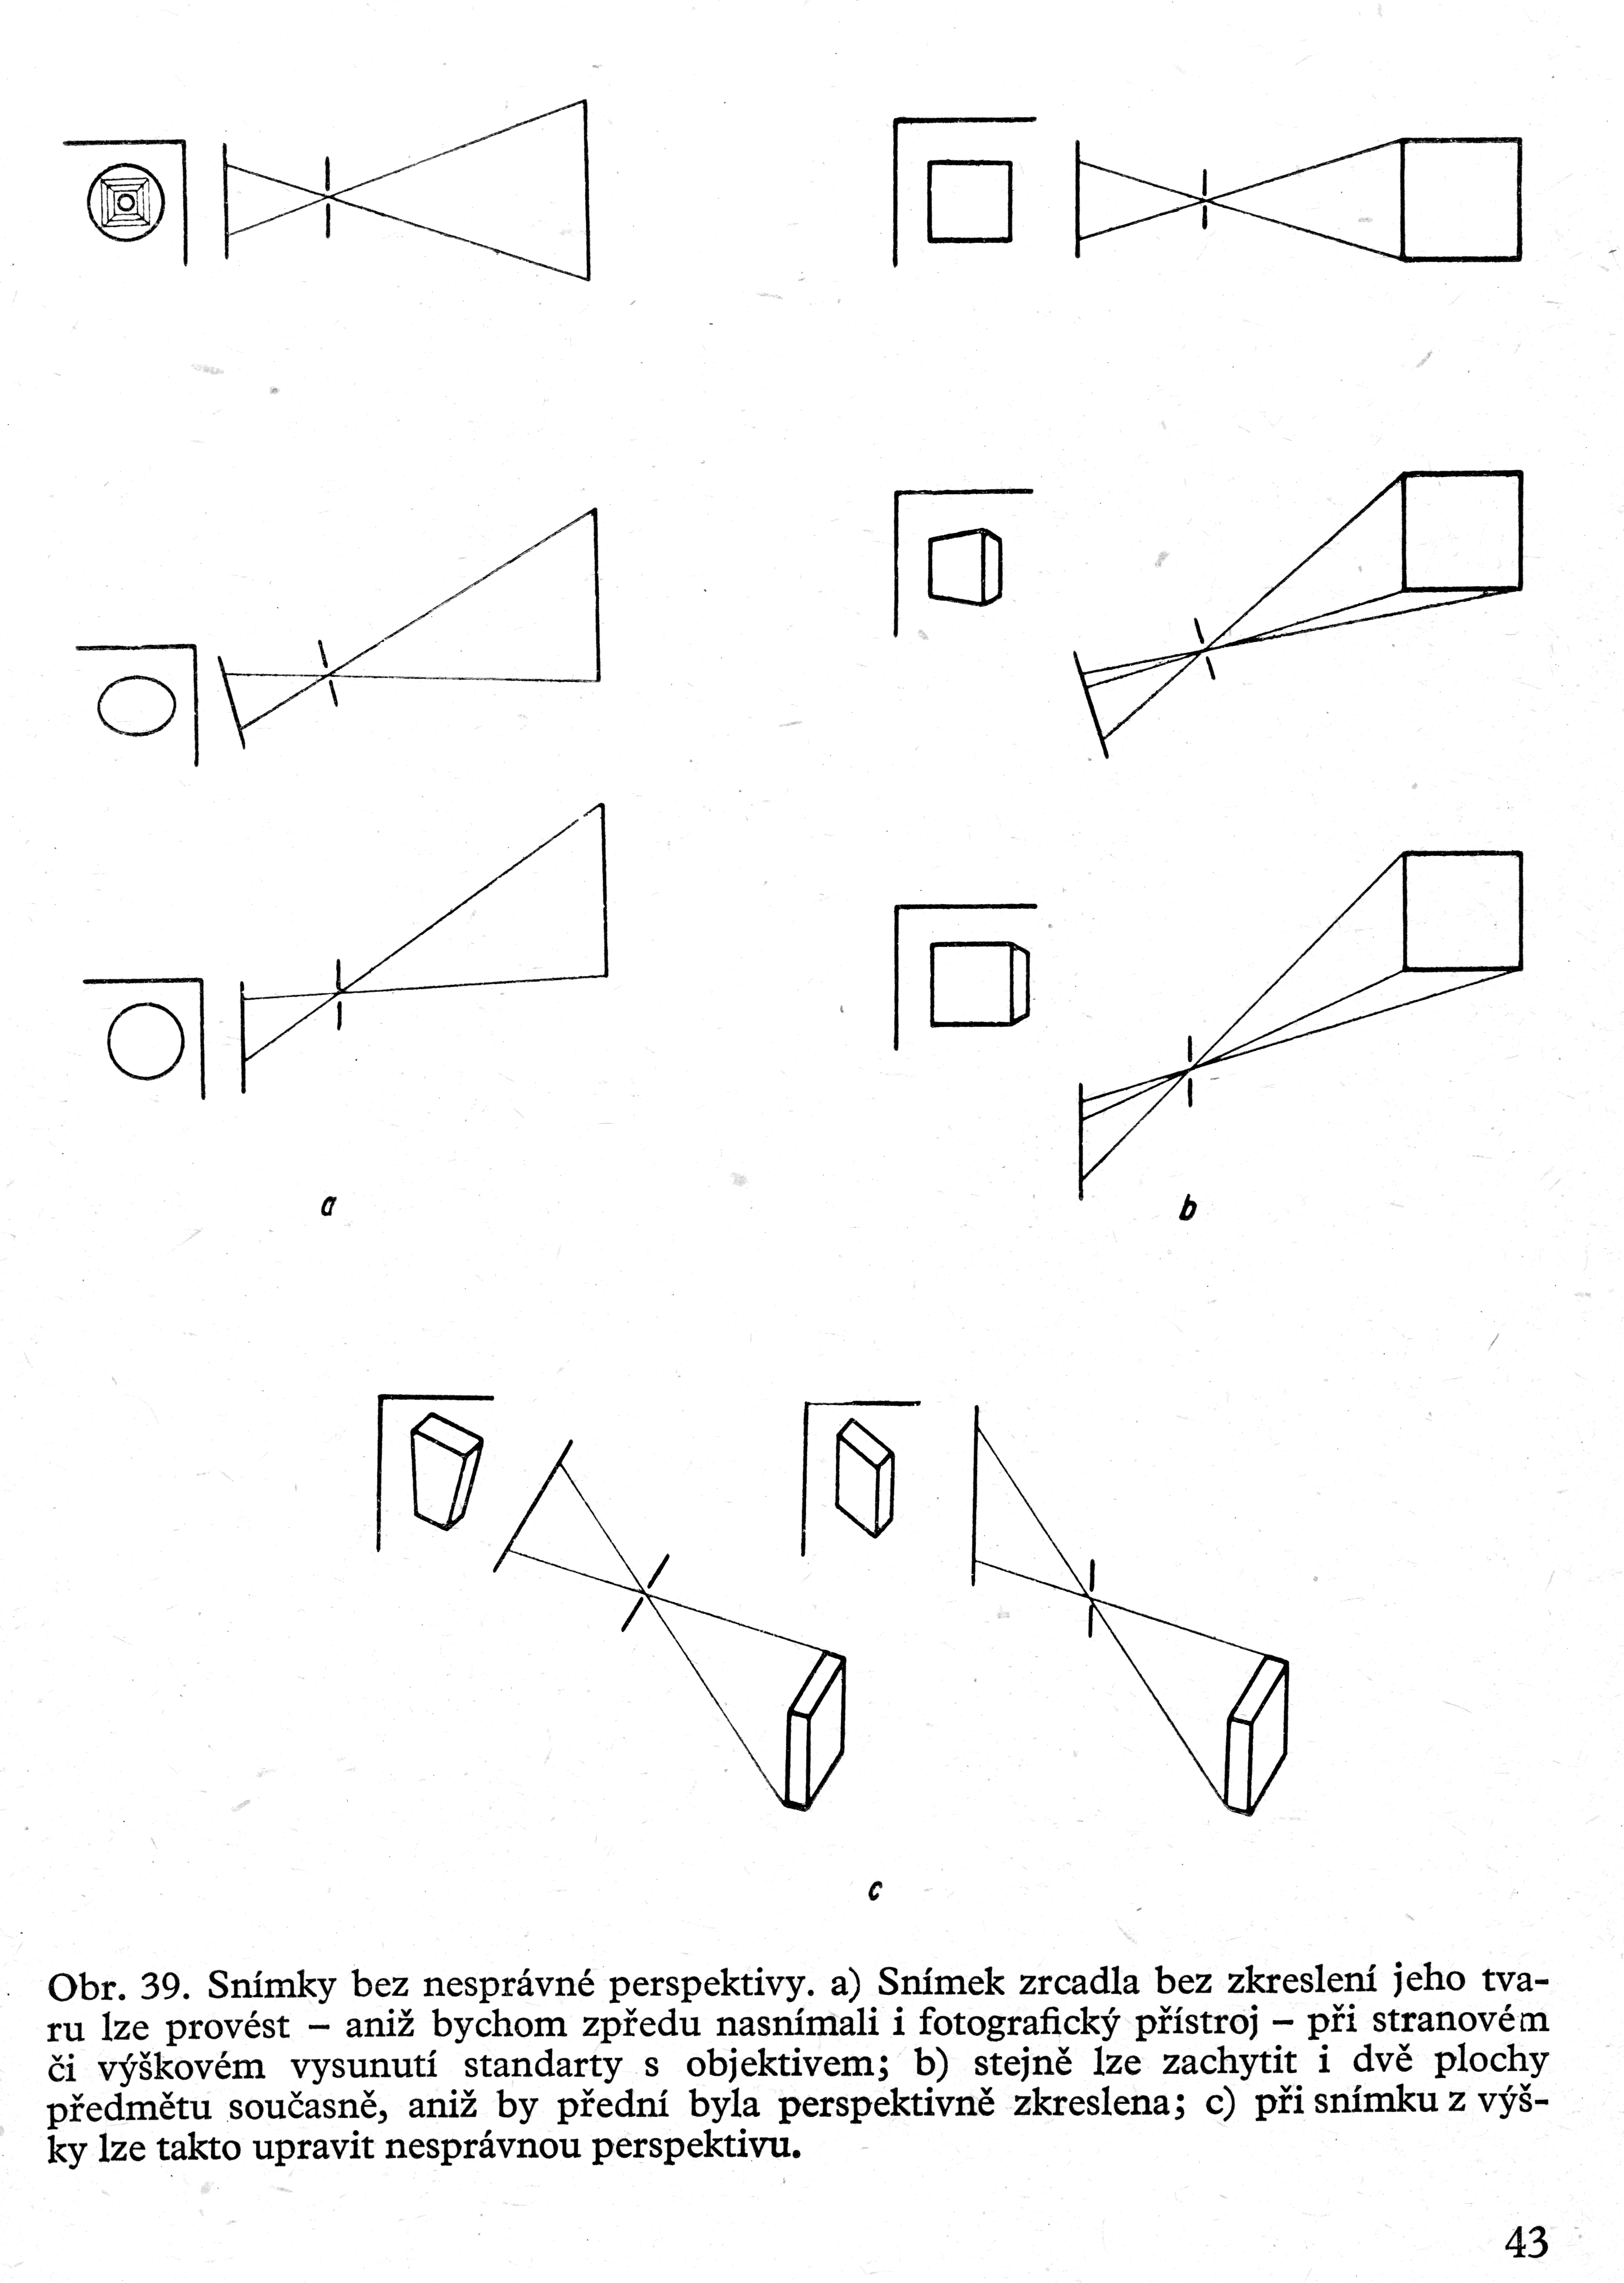 a
b
c
Obr. 39. Snímky bez nesprávné perspektivy. a) Snímek zrcadla bez zkreslení jeho tva-
ru lze provést – aniž bychom zpředu nasnímali i fotografický přístroj – při stranovém
či výškovém vysunutí standarty s objektivem; b) stejně lze zachytit i dvě plochy
předmětu současně, aniž by přední byla perspektivně zkreslena; c) při snímku z výš-
ky lze takto upravit nesprávnou perspektivu.
43